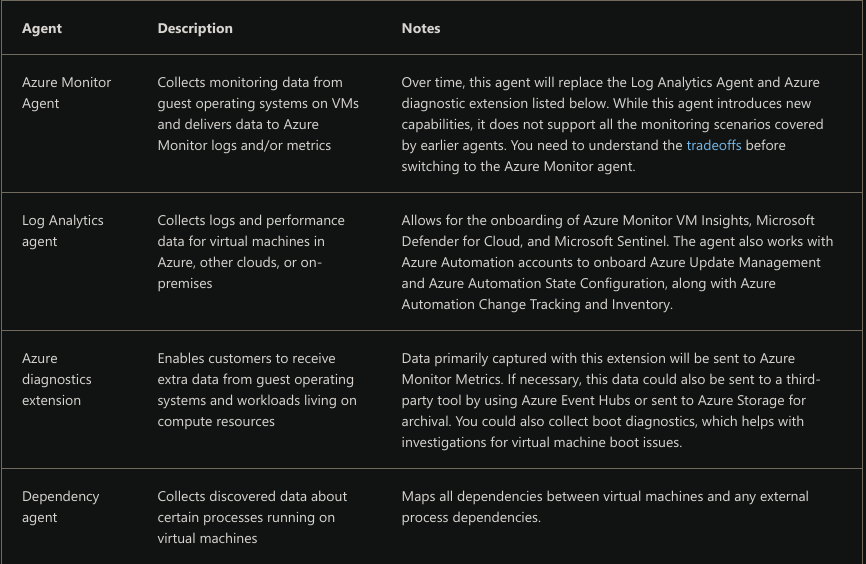 Agent Description Notes
Azure Monitor
Agent
Collects monitoring data from
guest operating systems on VMs
and delivers data to Azure
Monitor logs and/or metrics
Over time, this agent will replace the Log Analytics Agent and Azure
diagnostic extension listed below. While this agent introduces new
capabilities, it does not support all the monitoring scenarios covered
by earlier agents. You need to understand the tradeoffs before
switching to the Azure Monitor agent.
Log Analytics
agent
Collects logs and performance
data for virtual machines in
Azure, other clouds, or on-
premises
Allows for the onboarding of Azure Monitor VM Insights, Microsoft
Defender for Cloud, and Microsoft Sentinel. The agent also works with
Azure Automation accounts to onboard Azure Update Management
and Azure Automation State Configuration, along with Azure
Automation Change Tracking and Inventory.
Azure
diagnostics
extension
Enables customers to receive
extra data from guest operating
systems and workloads living on
compute resources
Data primarily captured with this extension will be sent to Azure
Monitor Metrics. If necessary, this data could also be sent to a third-
party tool by using Azure Event Hubs or sent to Azure Storage for
archival. You could also collect boot diagnostics, which helps with
investigations for virtual machine boot issues.
Dependency
agent
Collects discovered data about
certain processes running on
virtual machines
Maps all dependencies between virtual machines and any external
process dependencies.